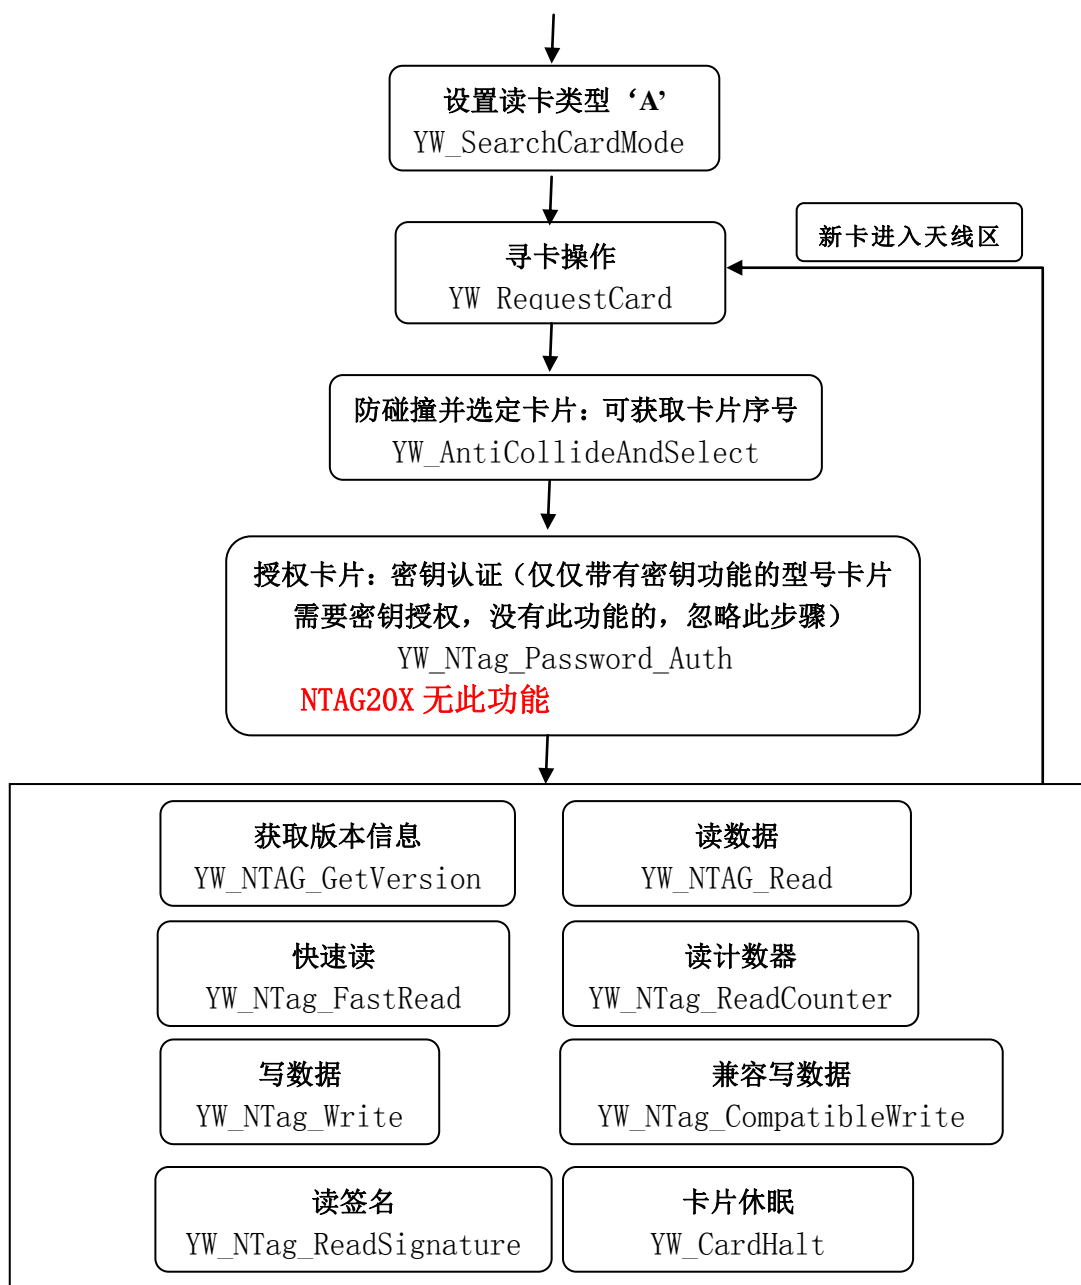 设置读卡类型‘A’
YW_SearchCardMode
新卡进入天线区
寻卡操作
YW_RequestCard
防碰撞并选定卡片：可获取卡片序号
YW_AntiCollideAndSelect
授权卡片：密钥认证（仅仅带有密钥功能的型号卡片
需要密钥授权，没有此功能的，忽略此步骤）
YW_NTag_Password_Auth
NTAG20X 无此功能
获取版本信息
YW_NTAG_GetVersion
读数据
YW_NTAG_Read
快速读
YW_NTag_FastRead
读计数器
YW_NTag_ReadCounter
写数据
YW_NTag_Write
兼容写数据
YW_NTag_CompatibleWrite
读签名
YW_NTag_ReadSignature
卡片休眠
YW_CardHalt